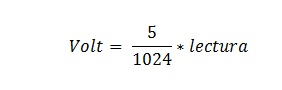 Volt = 5/1024 * lectura